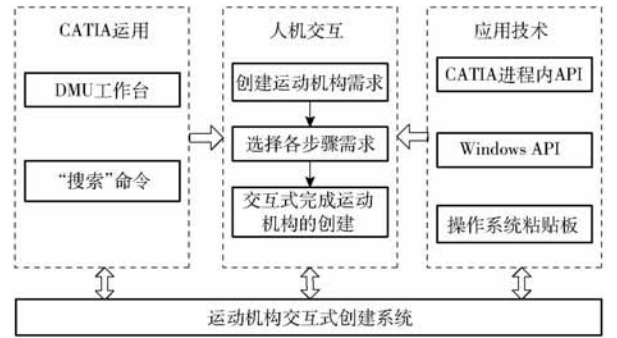 CATIA运用
DMU工作台
“搜索”命令
人机交互
创建运动机构需求
选择各步骤需求
交互式完成运动
机构的创建
应用技术
CATIA进程内API
Windows API
操作系统粘贴板
运动机构交互式创建系统